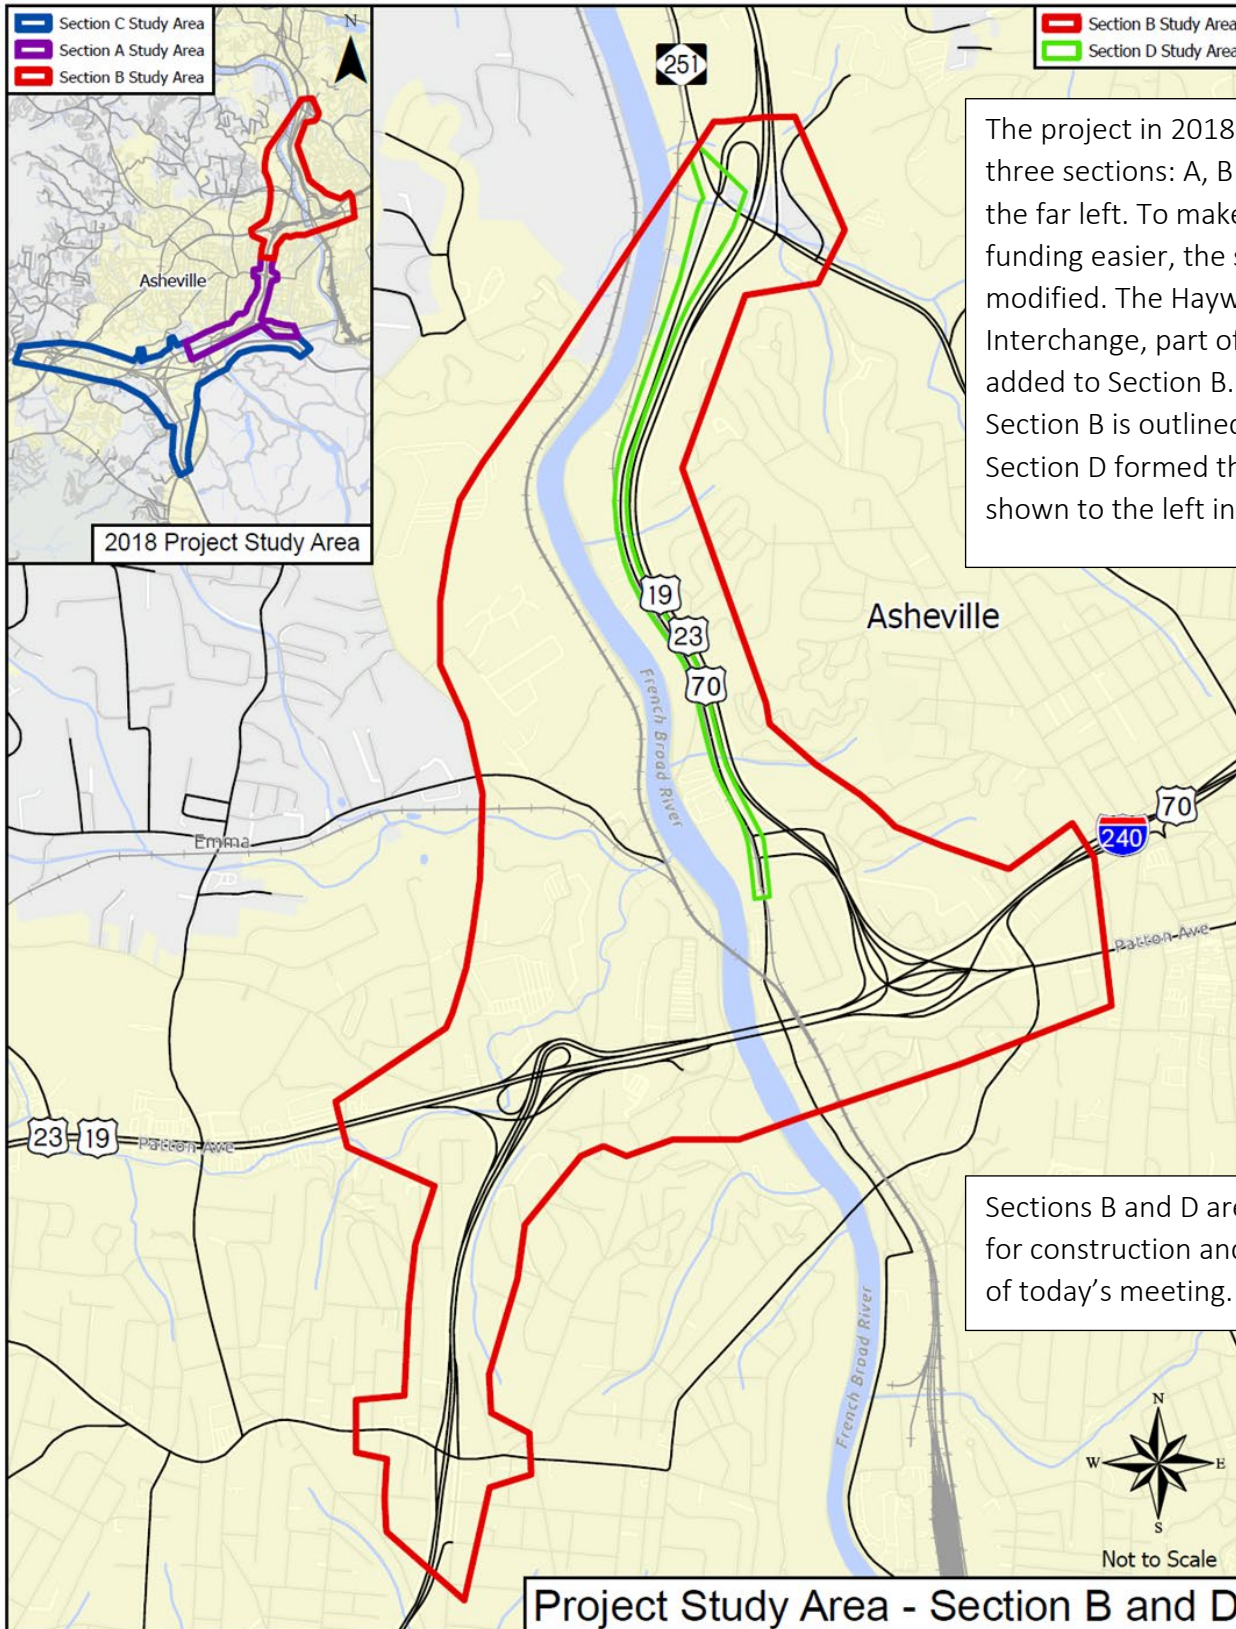 Section C Study Area
Section A Study Area
Section B Study Area
N
Asheville
2018 Project Study Area
251
Section B Study Area
Section D Study Area
The project in 2018
three sections: A, B
the far left. To make
funding easier, the s
modified. The Hayw
Interchange, part of
added to Section B.
Section B is outlined
Section D formed th
shown to the left in
19
23
70
Asheville
French Broad River
70
240
Emma
Patton Ave
23 19
Patton Ave
Sections B and D are
for construction and
of today’s meeting.
French Broad River
N
W E
S
Not to Scale
Project Study Area - Section B and D